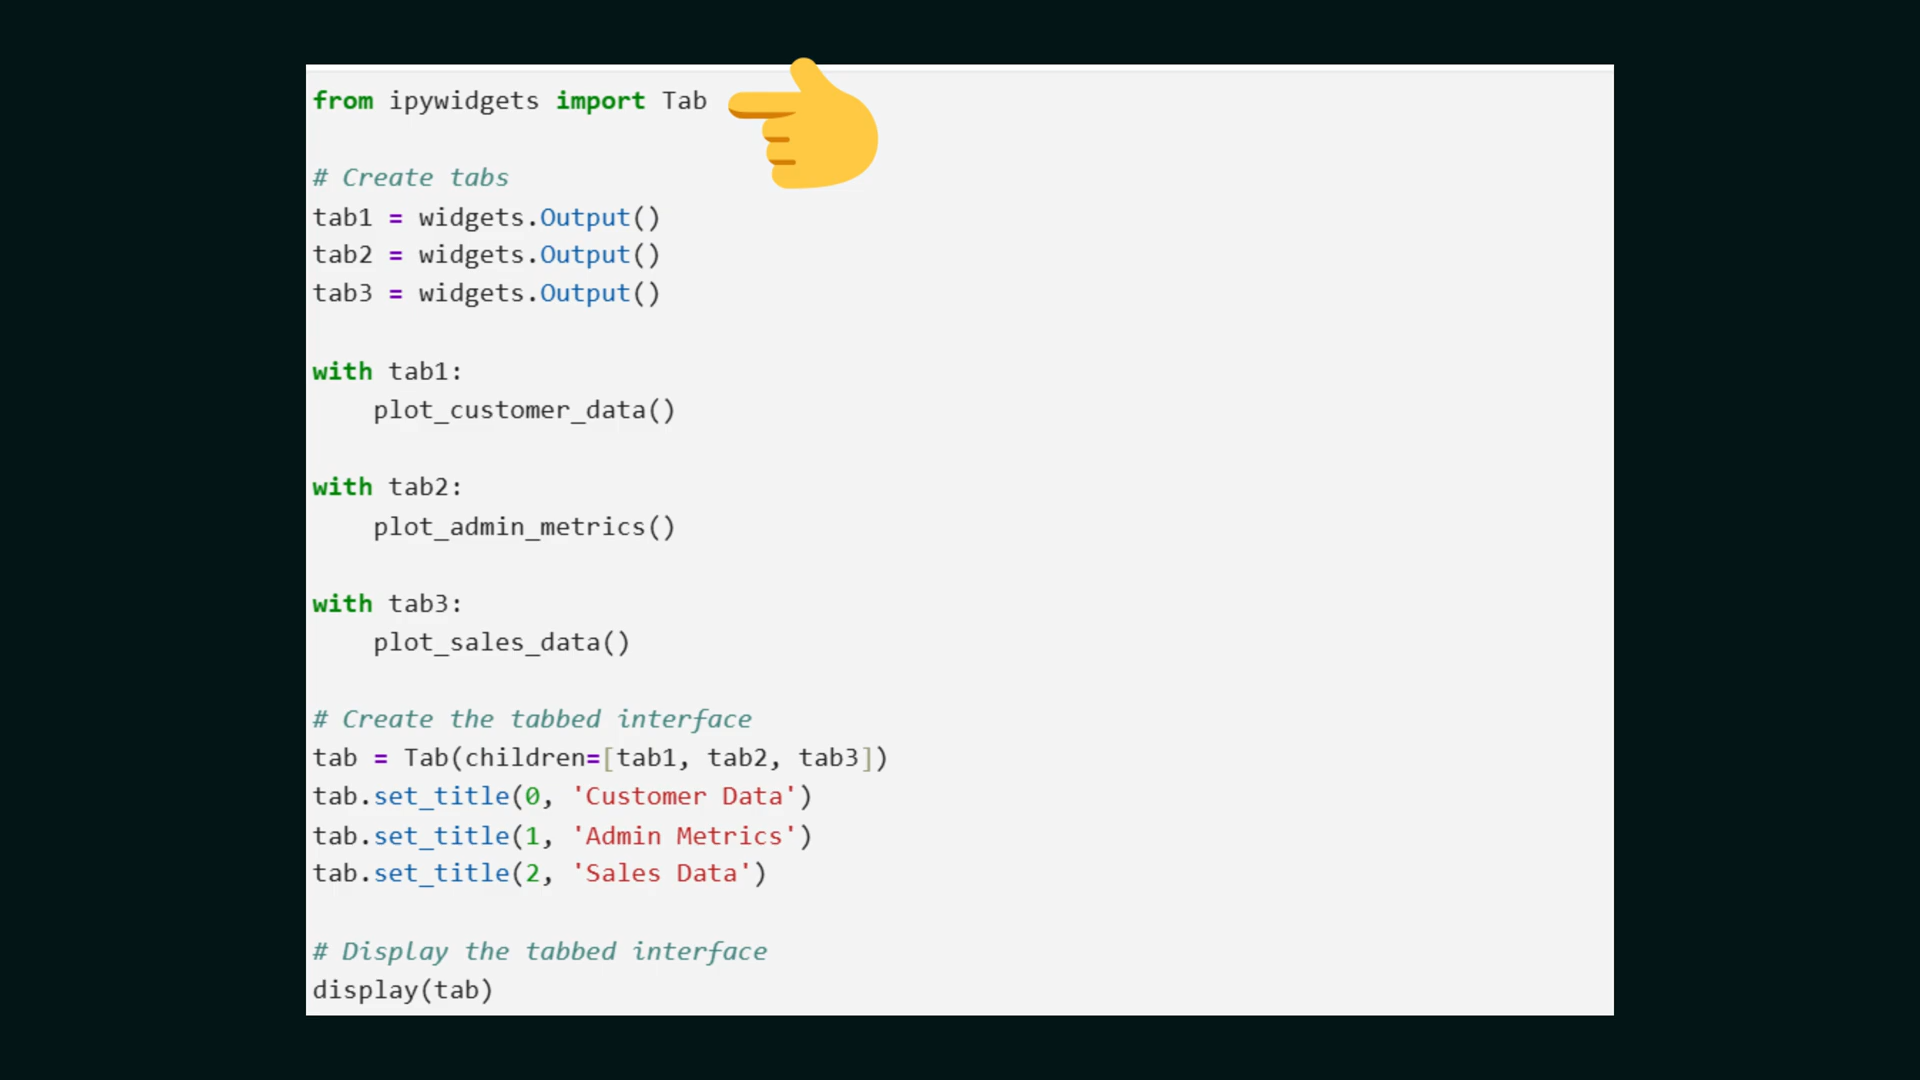 from ipywidgets import Tab
# Create tabs
tab1 = widgets.Output()
tab2 = widgets.Output()
tab3 = widgets.Output()
with tab1:
    plot_customer_data()
with tab2:
    plot_admin_metrics()
with tab3:
    plot_sales_data()
# Create the tabbed interface
tab = Tab(children=[tab1, tab2, tab3])
tab.set_title(0, 'Customer Data')
tab.set_title(1, 'Admin Metrics')
tab.set_title(2, 'Sales Data')
# Display the tabbed interface
display(tab)